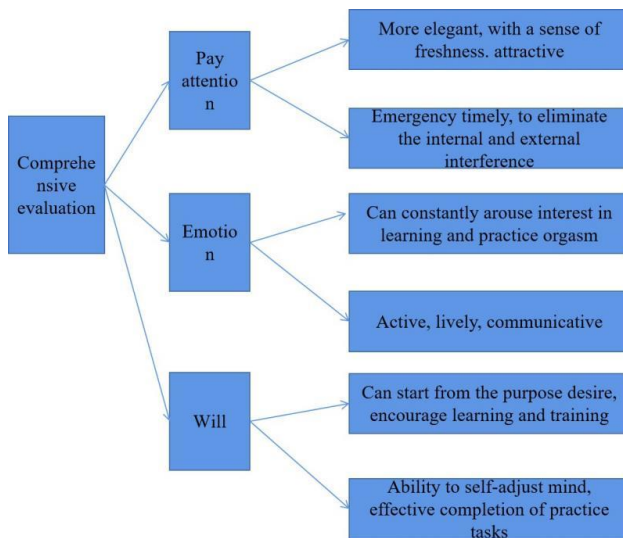 More elegant, with a sense of
freshness. attractive
Pay
attentio
n
Emergency timely, to eliminate
the internal and external
interference
Comprehe
nsive
evaluation
Can constantly arouse interest in
learning and practice orgasm
Emotio
n
Active, lively, communicative
Can start from the purpose desire,
encourage learning and training
Will
Ability to self-adjust mind,
effective completion of practice
tasks